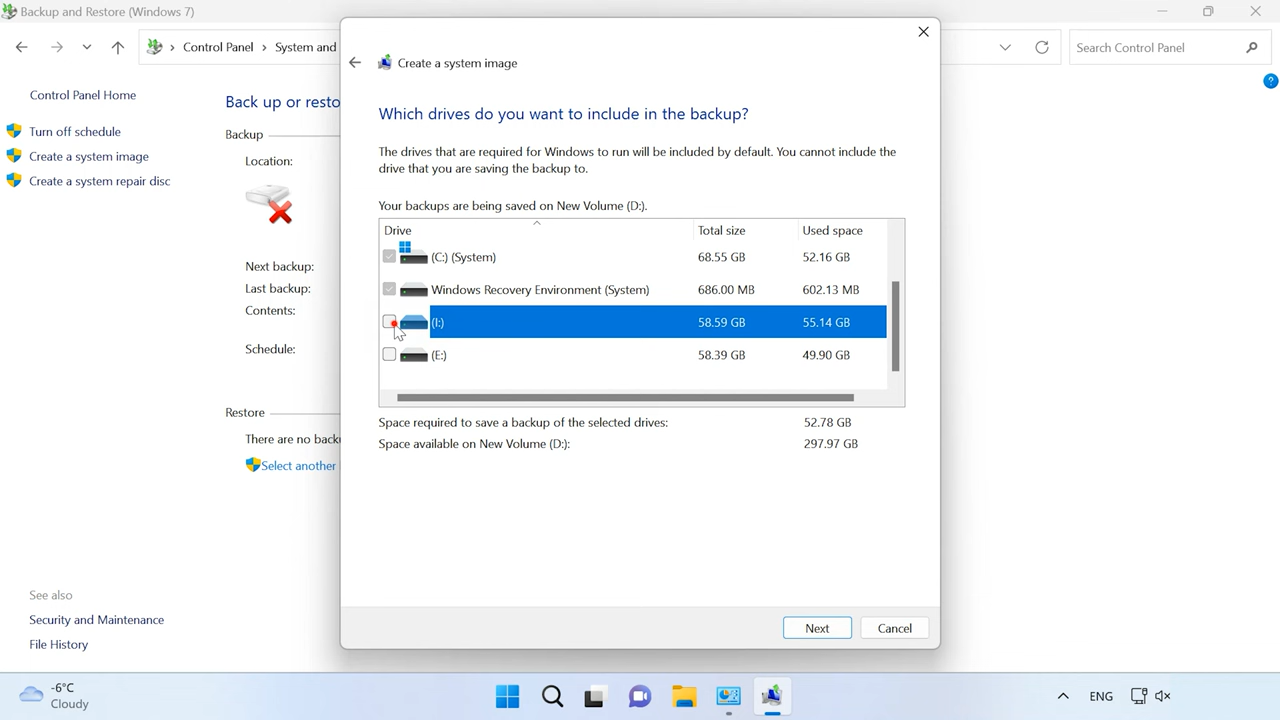 Backup and Restore (Windows 7)
Control Panel
System and
Search Control Panel
Control Panel Home
Turn off schedule
Create a system image
Create a system repair disc
Back up or resto
Backup
Location:
Next backup:
Last backup:
Contents:
Schedule:
Restore
There are no back
Select another
See also
Security and Maintenance
File History
Create a system image
Which drives do you want to include in the backup?
The drives that are required for Windows to run will be included by default. You cannot include the
drive that you are saving the backup to.
Your backups are being saved on New Volume (D:).
Drive Total size Used space
(C:) (System) 68.55 GB 52.16 GB
Windows Recovery Environment (System) 686.00 MB 602.13 MB
(I:) 58.59 GB 55.14 GB
(E:) 58.39 GB 49.90 GB
Space required to save a backup of the selected drives: 52.78 GB
Space available on New Volume (D:): 297.97 GB
Next Cancel
-6°C
Cloudy
ENG